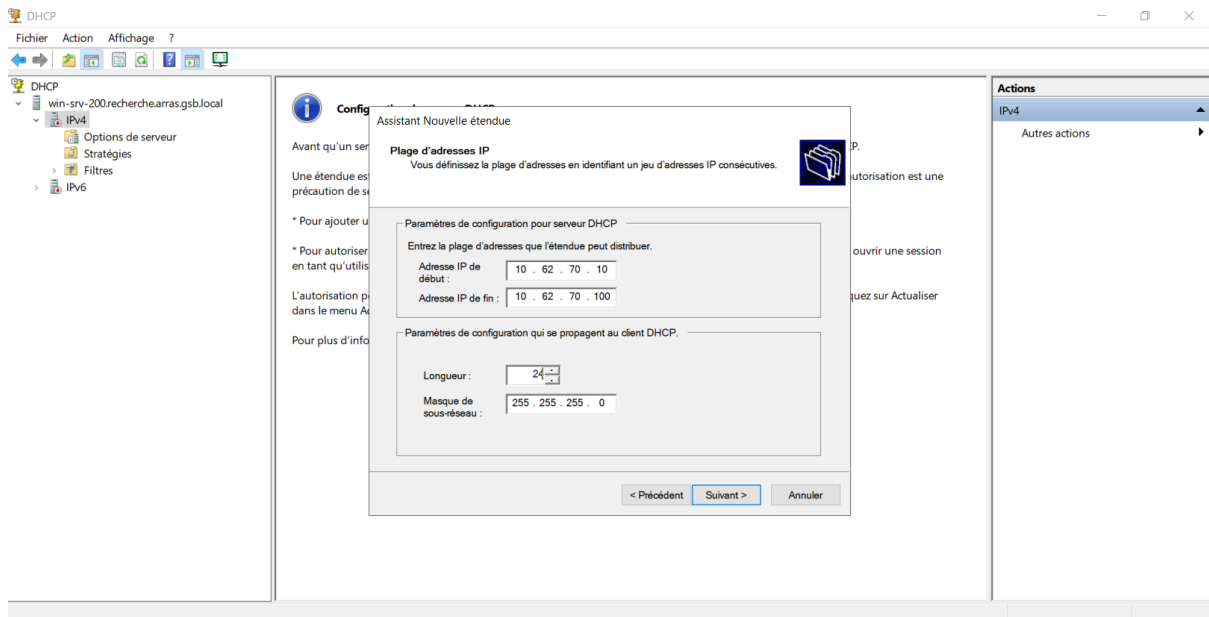 DHCP
Fichier Action Affichage ?
DHCP
win-srv-200.recherche.arras.gsb.local
IPv4
Options de serveur
Stratégies
Filtres
IPv6
Config
Avant qu'un ser
Une étendue es
précaution de s
* Pour ajouter u
* Pour autoriser
en tant qu'utilis
L'autorisation p
dans le menu A
Pour plus d'info
P.
utorisation est une
ouvrir une session
quez sur Actualiser
Assistant Nouvelle étendue
Plage d'adresses IP
Vous définissez la plage d'adresses en identifiant un jeu d'adresses IP consécutives.
Paramètres de configuration pour serveur DHCP
Entrez la plage d'adresses que l'étendue peut distribuer.
Adresse IP de
début :
10 . 62 . 70 . 10
Adresse IP de fin :
10 . 62 . 70 . 100
Paramètres de configuration qui se propagent au client DHCP.
Longueur :
24
Masque de
sous-réseau :
255 . 255 . 255 . 0
< Précédent
Suivant >
Annuler
Actions
IPv4
Autres actions